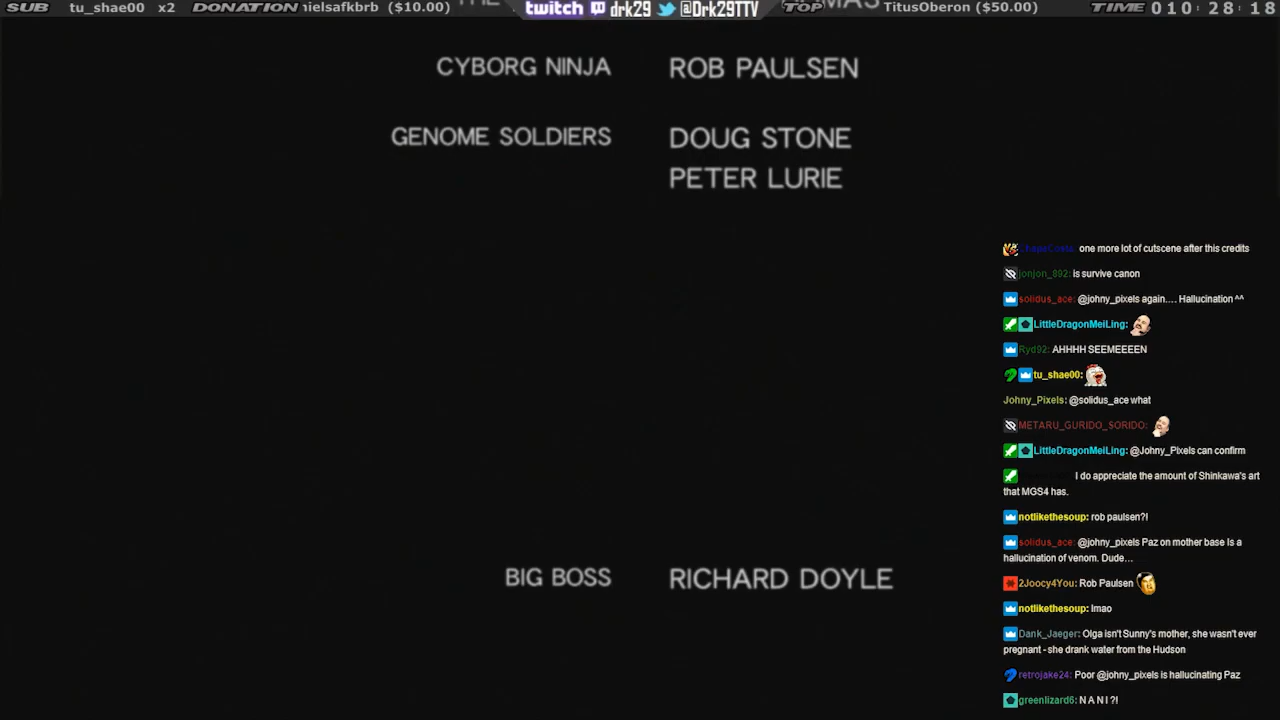 SUB tu_shae00 x2 DONATION ielsafkbrb ($10.00) twitch drk29 @Drk29TTV TOP TitusOberon ($50.00) TIME 010:28:18
THE
CYBORG NINJA ROB PAULSEN
GENOME SOLDIERS DOUG STONE
PETER LURIE
BIG BOSS RICHARD DOYLE
one more lot of cutscene after this credits
jonjon_892: is survive canon
solidus_ace: @johny_pixels again.... Hallucination ^^
LittleDragonMeiLing:
Ryd92: AHHHH SEEMEEEEN
tu_shae00:
Johny_Pixels: @solidus_ace what
METARU_GURIDO_SORIDO:
LittleDragonMeiLing: @Johny_Pixels can confirm
I do appreciate the amount of Shinkawa's art
that MGS4 has.
notlikethesoup: rob paulsen?!
solidus_ace: @johny_pixels Paz on mother base Is a
hallucination of venom. Dude...
2Joocy4You: Rob Paulsen
notlikethesoup: lmao
Dank_Jaeger: Olga isn't Sunny's mother, she wasn't ever
pregnant - she drank water from the Hudson
retrojake24: Poor @johny_pixels is hallucinating Paz
greenlizard6: N A N I ?!